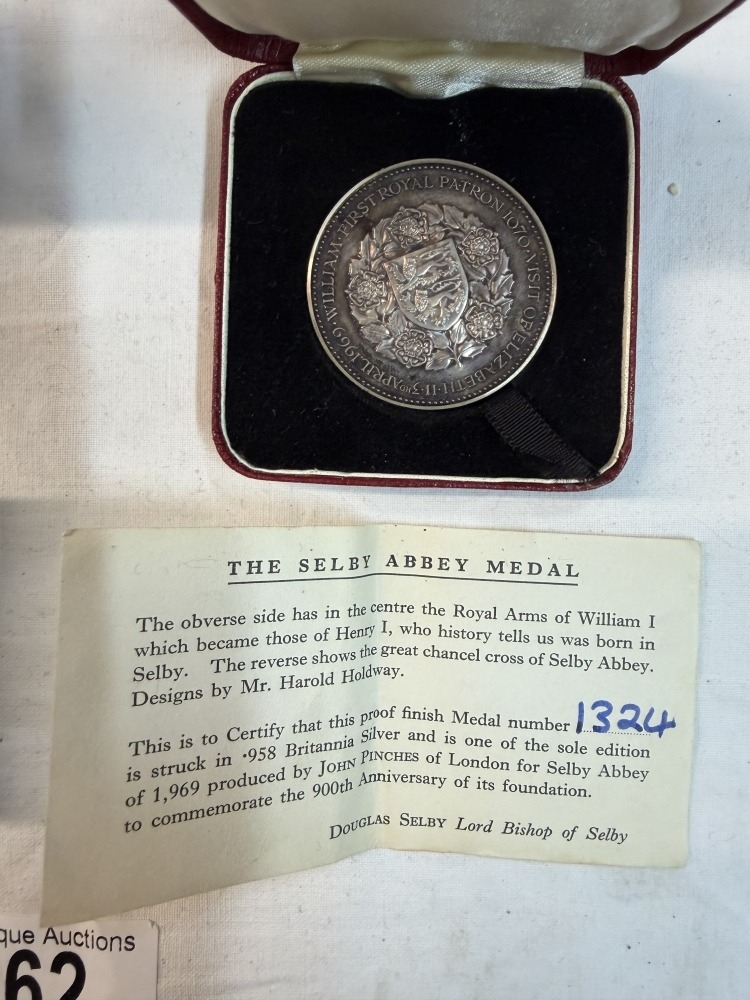 WILLIAM·FIRST ROYAL PATRON 1070·VISIT OF ELIZABETH·II·3RD APRIL 1969·
THE SELBY ABBEY MEDAL
The obverse side has in the centre the Royal Arms of William I
which became those of Henry I, who history tells us was born in
Selby. The reverse shows the great chancel cross of Selby Abbey.
Designs by Mr. Harold Holdway.
This is to Certify that this proof finish Medal number 1324
is struck in ·958 Britannia Silver and is one of the sole edition
of 1,969 produced by JOHN PINCHES of London for Selby Abbey
to commemorate the 900th Anniversary of its foundation.
DOUGLAS SELBY Lord Bishop of Selby
que Auctions
62